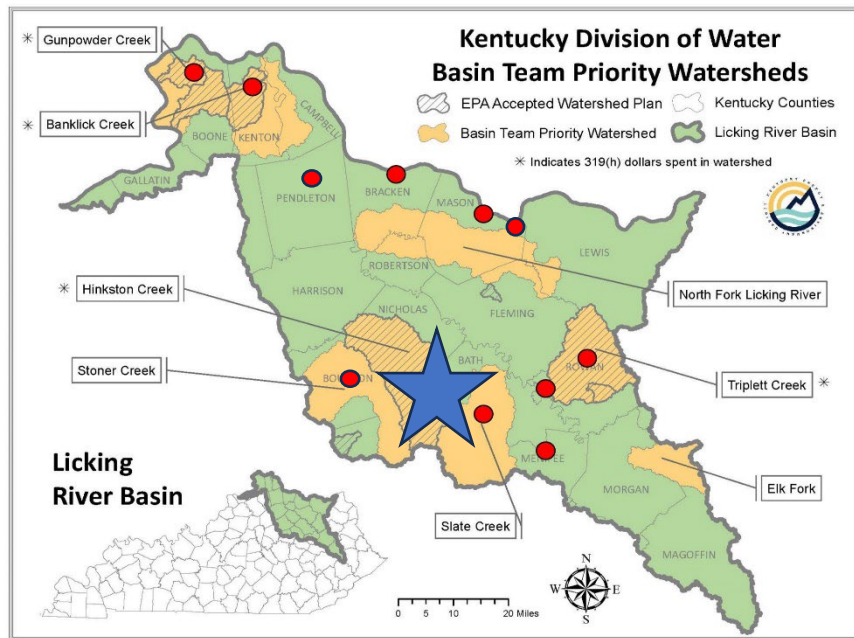 Kentucky Division of Water
Basin Team Priority Watersheds
EPA Accepted Watershed Plan
Kentucky Counties
Basin Team Priority Watershed
Licking River Basin
✳ Indicates 319(h) dollars spent in watershed
✳ Gunpowder Creek
✳ Banklick Creek
BOONE
KENTON
CAMPBELL
GALLATIN
PENDLETON
BRACKEN
MASON
LEWIS
ROBERTSON
HARRISON
NICHOLAS
FLEMING
North Fork Licking River
✳ Hinkston Creek
Stoner Creek
BATH
ROWAN
Triplett Creek ✳
MORGAN
Elk Fork
MAGOFFIN
Slate Creek
Licking
River Basin
N
W
E
S
0 5 10 20 Miles